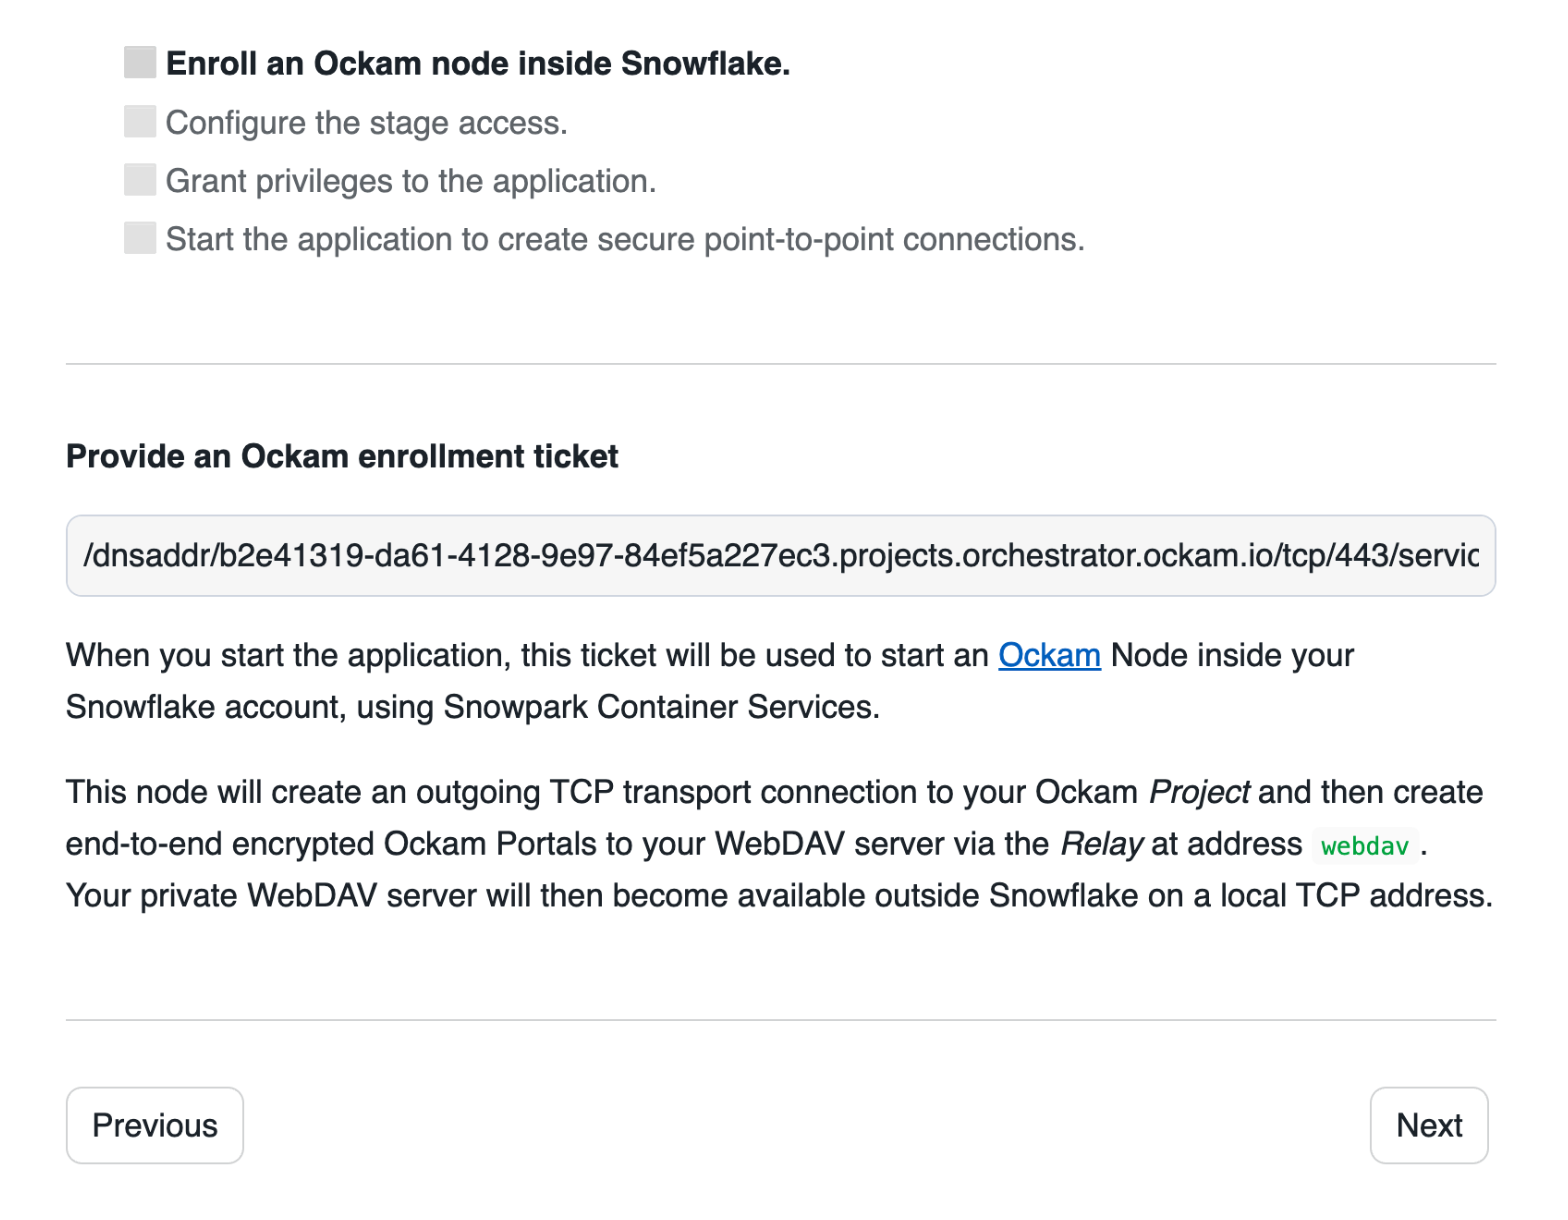 Enroll an Ockam node inside Snowflake.
Configure the stage access.
Grant privileges to the application.
Start the application to create secure point-to-point connections.
Provide an Ockam enrollment ticket
/dnsaddr/b2e41319-da61-4128-9e97-84ef5a227ec3.projects.orchestrator.ockam.io/tcp/443/servic
When you start the application, this ticket will be used to start an Ockam Node inside your
Snowflake account, using Snowpark Container Services.
This node will create an outgoing TCP transport connection to your Ockam Project and then create
end-to-end encrypted Ockam Portals to your WebDAV server via the Relay at address webdav.
Your private WebDAV server will then become available outside Snowflake on a local TCP address.
Previous
Next